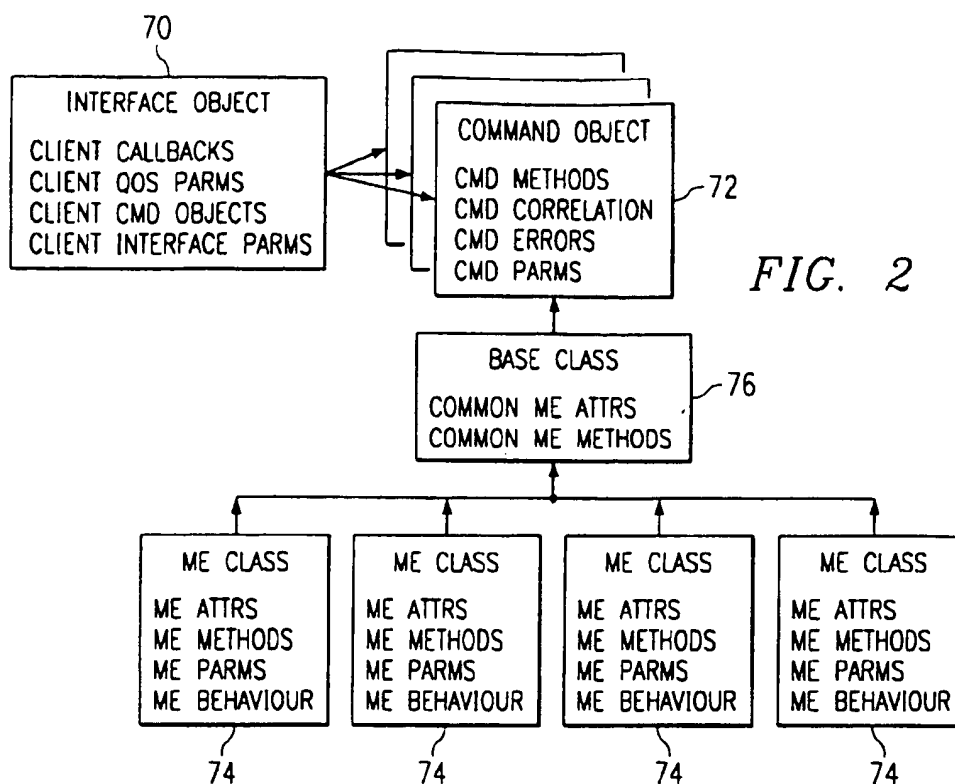 70
INTERFACE OBJECT
CLIENT CALLBACKS
CLIENT QOS PARMS
CLIENT CMD OBJECTS
CLIENT INTERFACE PARMS
COMMAND OBJECT
CMD METHODS
CMD CORRELATION
CMD ERRORS
CMD PARMS
72
FIG. 2
BASE CLASS
COMMON ME ATTRS
COMMON ME METHODS
76
ME CLASS
ME ATTRS
ME METHODS
ME PARMS
ME BEHAVIOUR
74
ME CLASS
ME ATTRS
ME METHODS
ME PARMS
ME BEHAVIOUR
74
ME CLASS
ME ATTRS
ME METHODS
ME PARMS
ME BEHAVIOUR
74
ME CLASS
ME ATTRS
ME METHODS
ME PARMS
ME BEHAVIOUR
74